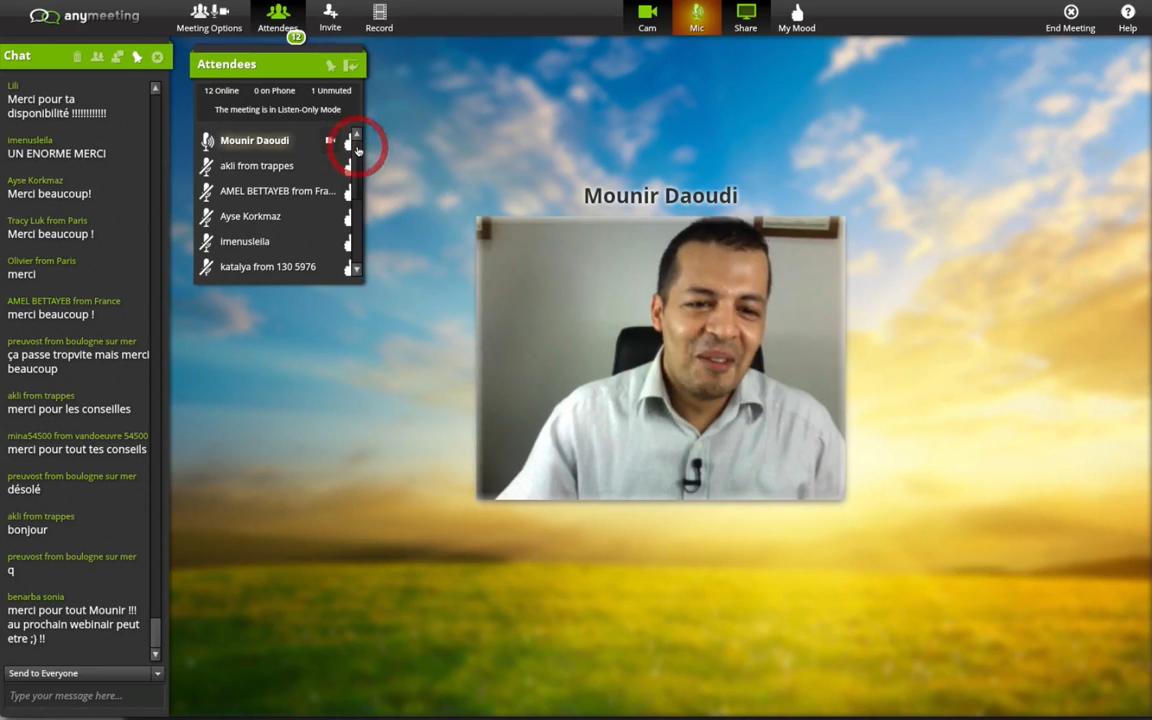 anymeeting
Meeting Options
Attendees
12
Invite
Record
Cam
Mic
Share
My Mood
End Meeting
Help
Chat
Lili
Merci pour ta
disponibilité !!!!!!!!!!!!
imenusleila
UN ENORME MERCI
Ayse Korkmaz
Merci beaucoup!
Tracy Luk from Paris
Merci beaucoup !
Olivier from Paris
merci
AMEL BETTAYEB from France
merci beaucoup !
preuvost from boulogne sur mer
ça passe tropvite mais merci
beaucoup
akli from trappes
merci pour les conseilles
mina54500 from vandoeuvre 54500
merci pour tout tes conseils
preuvost from boulogne sur mer
désolé
akli from trappes
bonjour
preuvost from boulogne sur mer
q
benarba sonia
merci pour tout Mounir !!!
au prochain webinair peut
etre ;) !!
Send to Everyone
Type your message here...
Attendees
12 Online 0 on Phone 1 Unmuted
The meeting is in Listen-Only Mode
Mounir Daoudi
akli from trappes
AMEL BETTAYEB from Fra...
Ayse Korkmaz
imenusleila
katalya from 130 5976
Mounir Daoudi